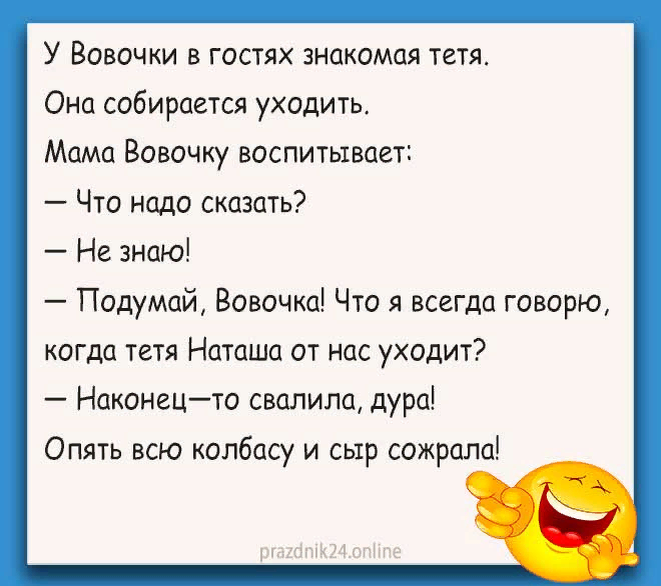 У Вовочки в гостях знакомая тетя.
Она собирается уходить.
Мама Вовочку воспитывает:
— Что надо сказать?
— Не знаю!
— Подумай, Вовочка! Что я всегда говорю,
когда тетя Наташа от нас уходит?
— Наконец—то свалила, дура!
Опять всю колбасу и сыр сожрала!
prazdnik24.online